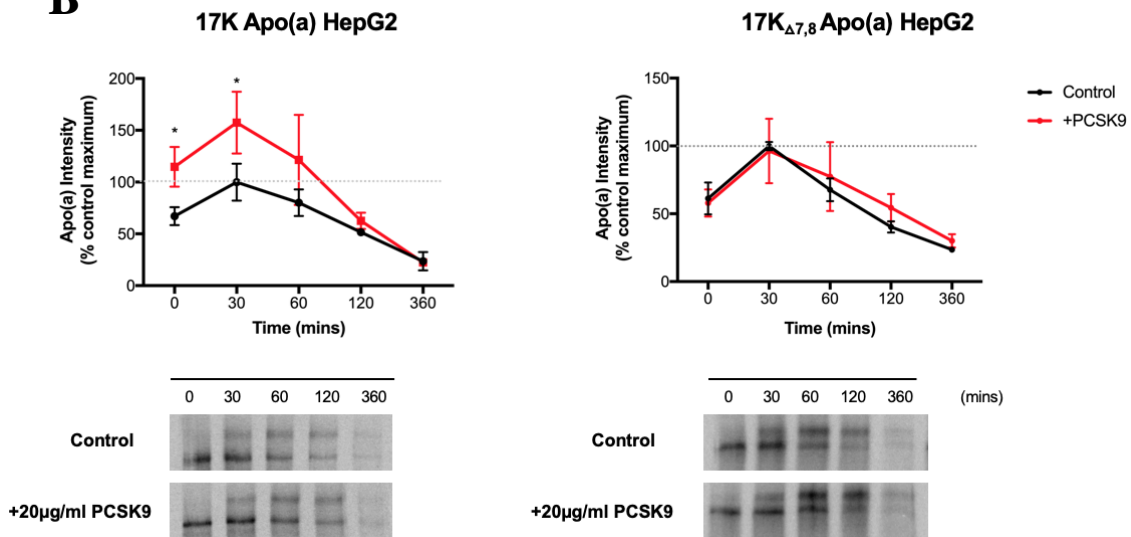 B
17K Apo(a) HepG2
200
150
100
50
0
Apo(a) Intensity
(% control maximum)
*
*
0 30 60 120 360
Time (mins)
17K△7,8 Apo(a) HepG2
150
100
50
0
Apo(a) Intensity
(% control maximum)
0 30 60 120 360
Time (mins)
Control
+PCSK9
0 30 60 120 360
Control
+20µg/ml PCSK9
0 30 60 120 360 (mins)
Control
+20µg/ml PCSK9